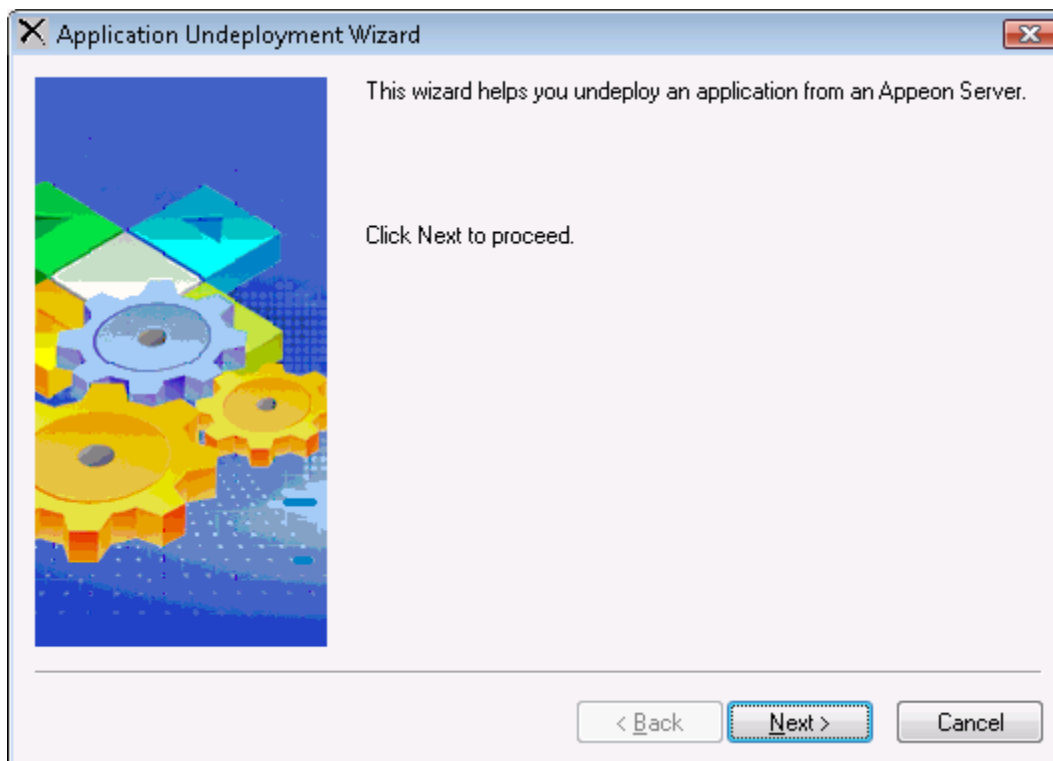 Application Undeployment Wizard
This wizard helps you undeploy an application from an Appeon Server.
Click Next to proceed.
< Back
Next >
Cancel